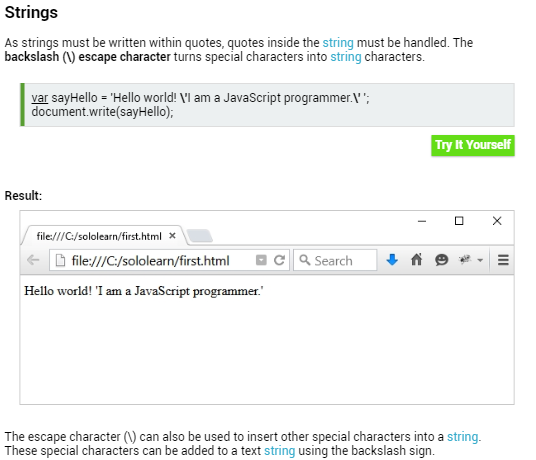 Strings
As strings must be written within quotes, quotes inside the string must be handled. The
backslash (\) escape character turns special characters into string characters.
var sayHello = 'Hello world! \'I am a JavaScript programmer.\' ';
document.write(sayHello);
Try It Yourself
Result:
file:///C:/sololearn/first.html ×
file:///C:/sololearn/first.html
Search
Hello world! 'I am a JavaScript programmer.'
The escape character (\) can also be used to insert other special characters into a string.
These special characters can be added to a text string using the backslash sign.